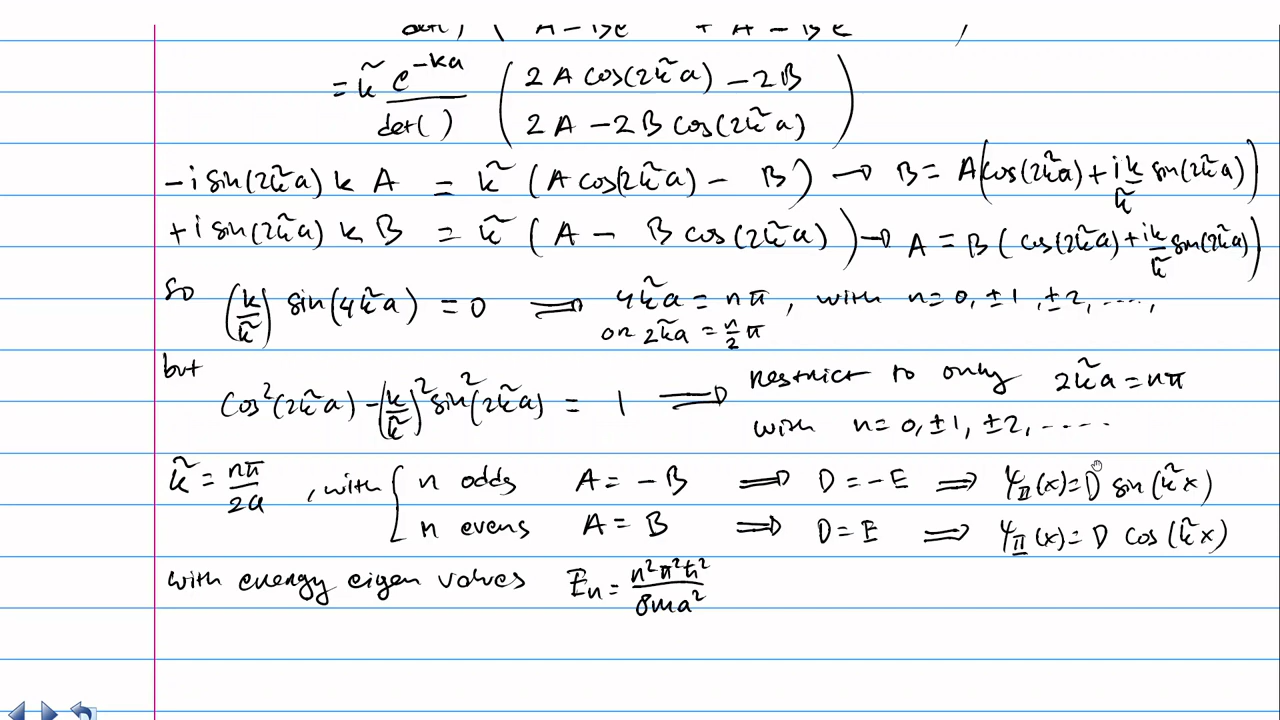 = k̃ e^{-ka}/det( ) ( 2A cos(2k̃a) – 2B
2A – 2B cos(2k̃a) )
-i sin(2k̃a) k A = k̃ (A cos(2k̃a) – B) → B = A(cos(2k̃a) + ik/k̃ sin(2k̃a))
+i sin(2k̃a) k B = k̃ (A – B cos(2k̃a)) → A = B(cos(2k̃a) + ik/k̃ sin(2k̃a))
so (k/k̃) sin(4k̃a) = 0 ⟹ 4k̃a = nπ, with n = 0, ±1, ±2, ....,
or 2k̃a = n/2 π
but
cos²(2k̃a) – (k/k̃)² sin²(2k̃a) = 1 ⟹ restrict to only 2k̃a = nπ
with n = 0, ±1, ±2, .....
k̃ = nπ/2a, with { n odds A = -B ⟹ D = -E ⟹ ψ_II(x) = D sin(k̃x)
n evens A = B ⟹ D = E ⟹ ψ_II(x) = D cos(k̃x)
with energy eigen values E_n = n²π²ħ²/8ma²